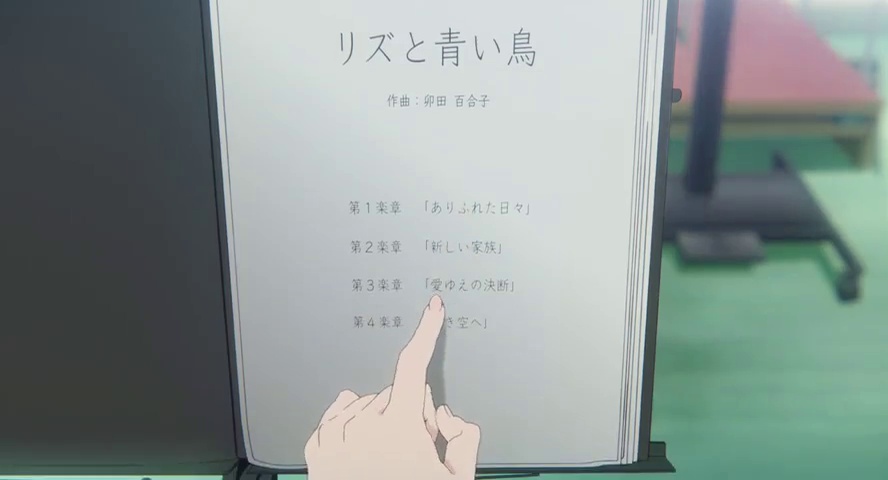 リズと青い鳥
作曲：卯田 百合子
第１楽章 「ありふれた日々」
第２楽章 「新しい家族」
第３楽章 「愛ゆえの決断」
第４楽章 き空へ」